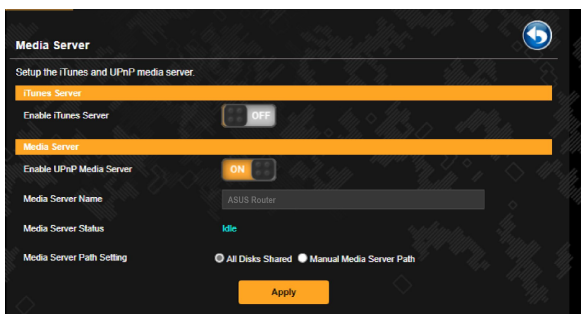 Media Server
Setup the iTunes and UPnP media server.
iTunes Server
Enable iTunes Server OFF
Media Server
Enable UPnP Media Server ON
Media Server Name ASUS Router
Media Server Status Idle
Media Server Path Setting All Disks Shared Manual Media Server Path
Apply